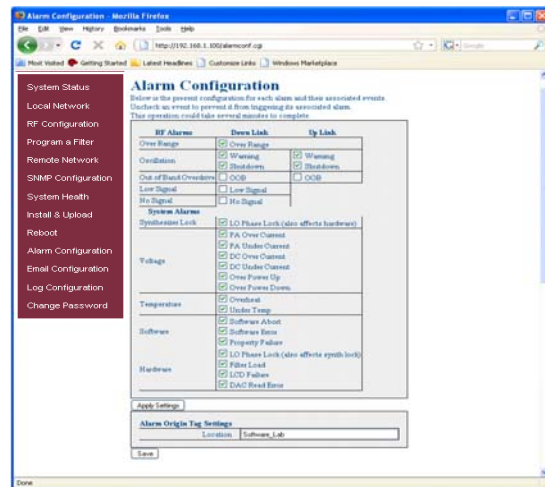 Alarm Configuration - Mozilla Firefox
File Edit View History Bookmarks Tools Help
http://192.168.1.100/alarmconf.cgi
Google
Most Visited Getting Started Latest Headlines Customize Links Windows Marketplace
System Status
Local Network
RF Configuration
Program a Filter
Remote Network
SNMP Configuration
System Health
Install & Upload
Reboot
Alarm Configuration
Email Configuration
Log Configuration
Change Password
Alarm Configuration
Below is the present configuration for each alarm and their associated events.
Uncheck an event to prevent it from triggering its associated alarm.
This operation could take several minutes to complete.
RF Alarms Down Link Up Link
Over Range Over Range
Oscillation Warning Warning
Shutdown Shutdown
Out of Band Overdrive OOB OOB
Low Signal Low Signal
No Signal No Signal
System Alarms
Synthesizer Lock LO Phase Lock (also affects hardware)
Voltage
PA Over Current
PA Under Current
DC Over Current
DC Under Current
Over Power Up
Over Power Down
Temperature
Overheat
Under Temp
Software
Software Abort
Software Error
Property Failure
Hardware
LO Phase Lock (also affects synth lock)
Filter Load
LCD Failure
DAC Read Error
Apply Settings
Alarm Origin Tag Settings
Location Software_Lab
Save
Done